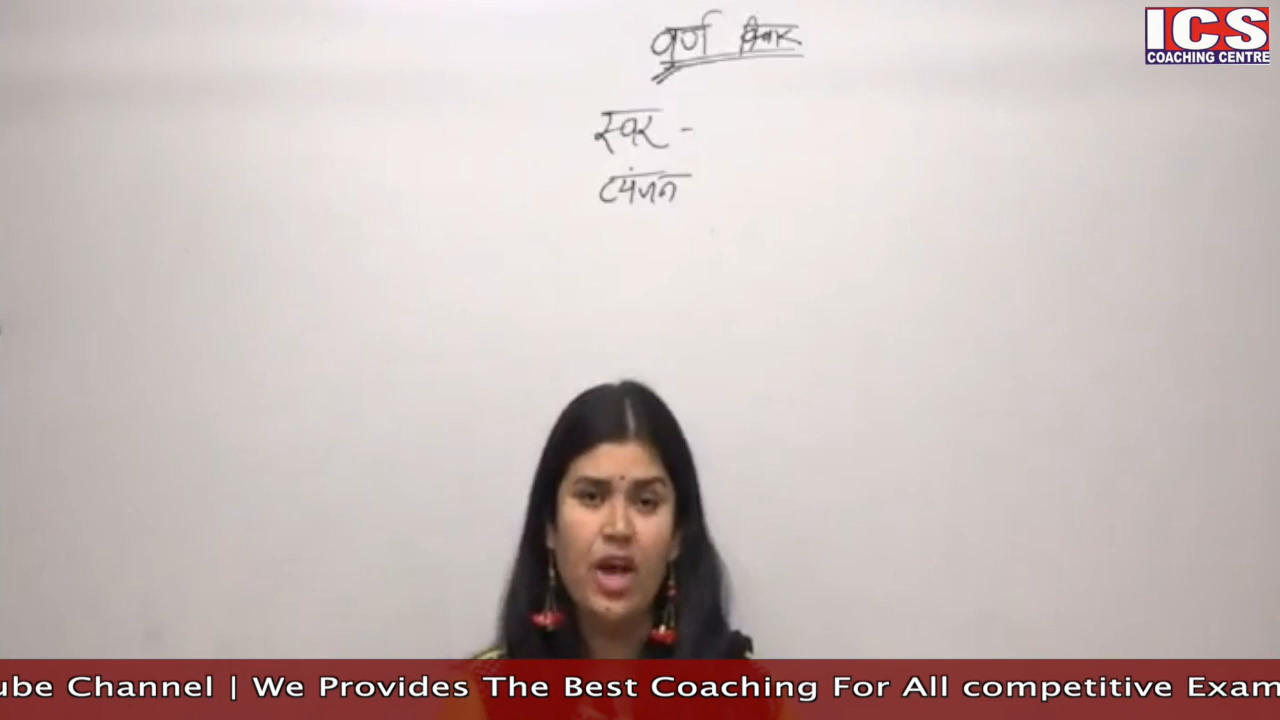 वर्ण विचार
स्वर -
व्यंजन
ICS
COACHING CENTRE
ube Channel | We Provides The Best Coaching For All competitive Exam